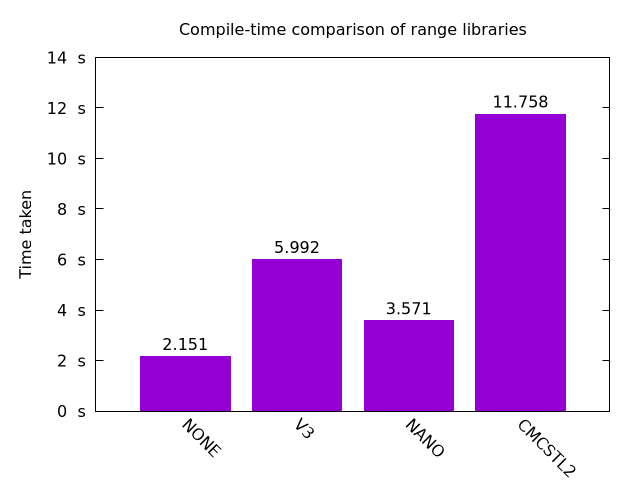 Compile-time comparison of range libraries
14 s
12 s
10 s
8 s
6 s
4 s
2 s
0 s
Time taken
2.151
5.992
3.571
11.758
NONE
V3
NANO
CMCSTL2